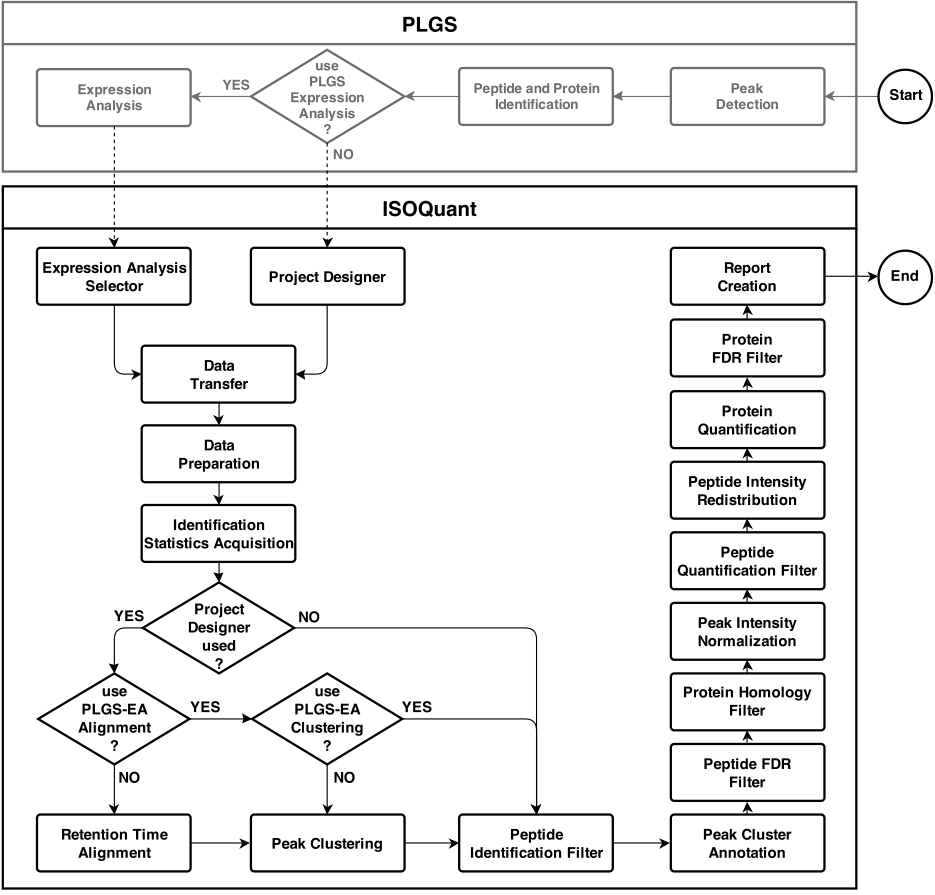 PLGS
Start
Peak
Detection
Peptide and Protein
Identification
use
PLGS
Expression
Analysis
?
YES
NO
Expression
Analysis
ISOQuant
Expression Analysis
Selector
Project Designer
Data
Transfer
Data
Preparation
Identification
Statistics Acquisition
Project
Designer
used
?
YES
NO
use
PLGS-EA
Alignment
?
YES
NO
use
PLGS-EA
Clustering
?
YES
NO
Retention Time
Alignment
Peak Clustering
Peptide
Identification Filter
Peak Cluster
Annotation
Peptide FDR
Filter
Protein Homology
Filter
Peak Intensity
Normalization
Peptide
Quantification Filter
Peptide Intensity
Redistribution
Protein
Quantification
Protein
FDR Filter
Report
Creation
End